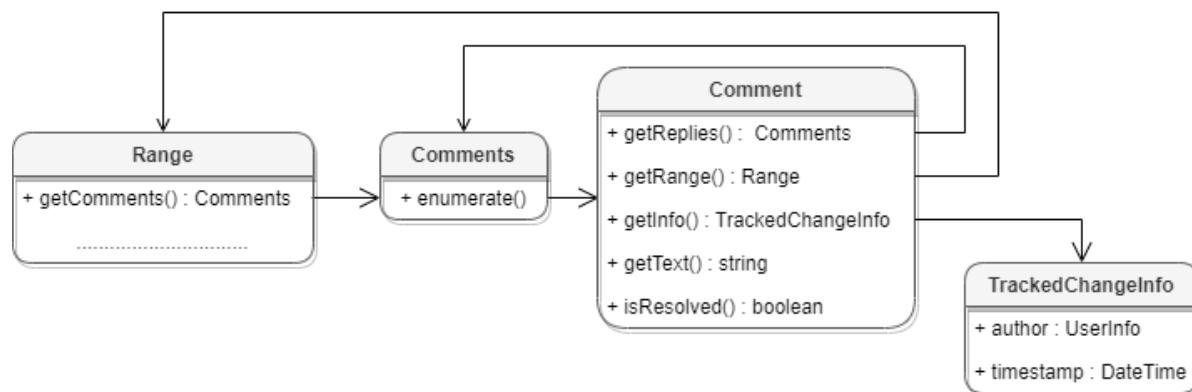 Range
+ getComments() : Comments
Comments
+ enumerate()
Comment
+ getReplies() :  Comments
+ getRange() : Range
+ getInfo() : TrackedChangeInfo
+ getText() : string
+ isResolved() : boolean
TrackedChangeInfo
+ author : UserInfo
+ timestamp : DateTime